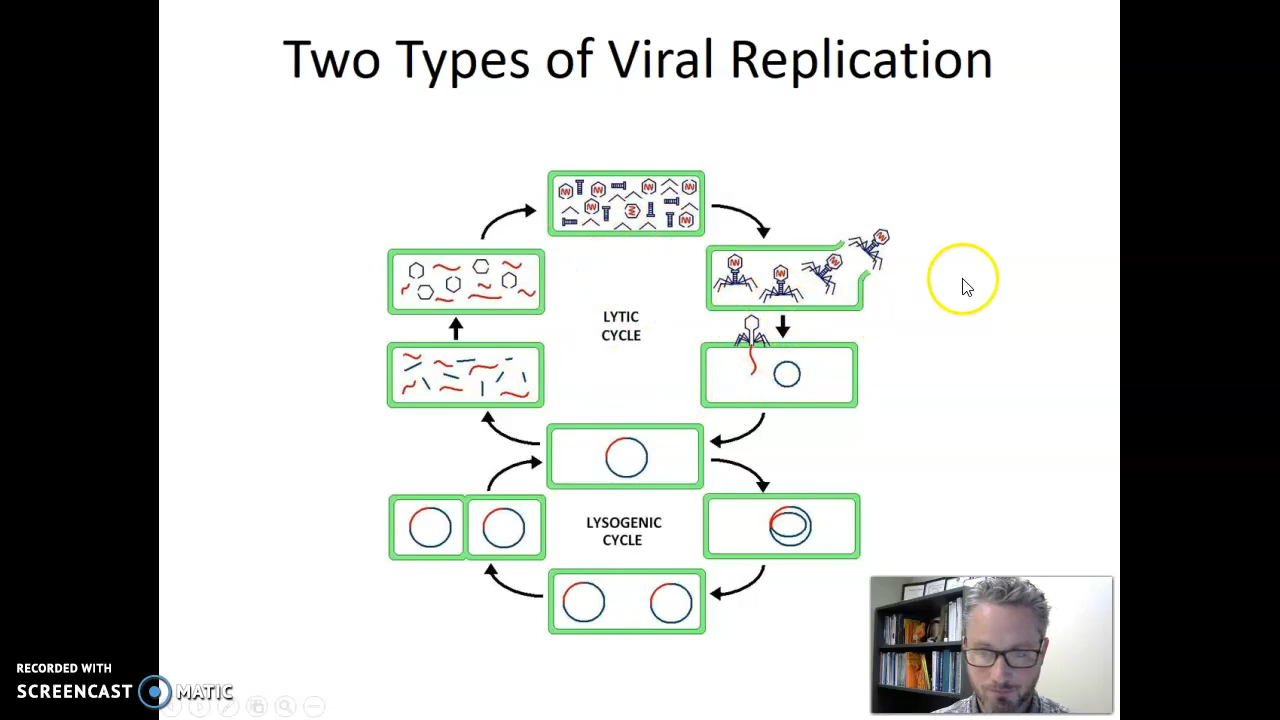 Two Types of Viral Replication
LYTIC
CYCLE
LYSOGENIC
CYCLE
RECORDED WITH
SCREENCAST MATIC